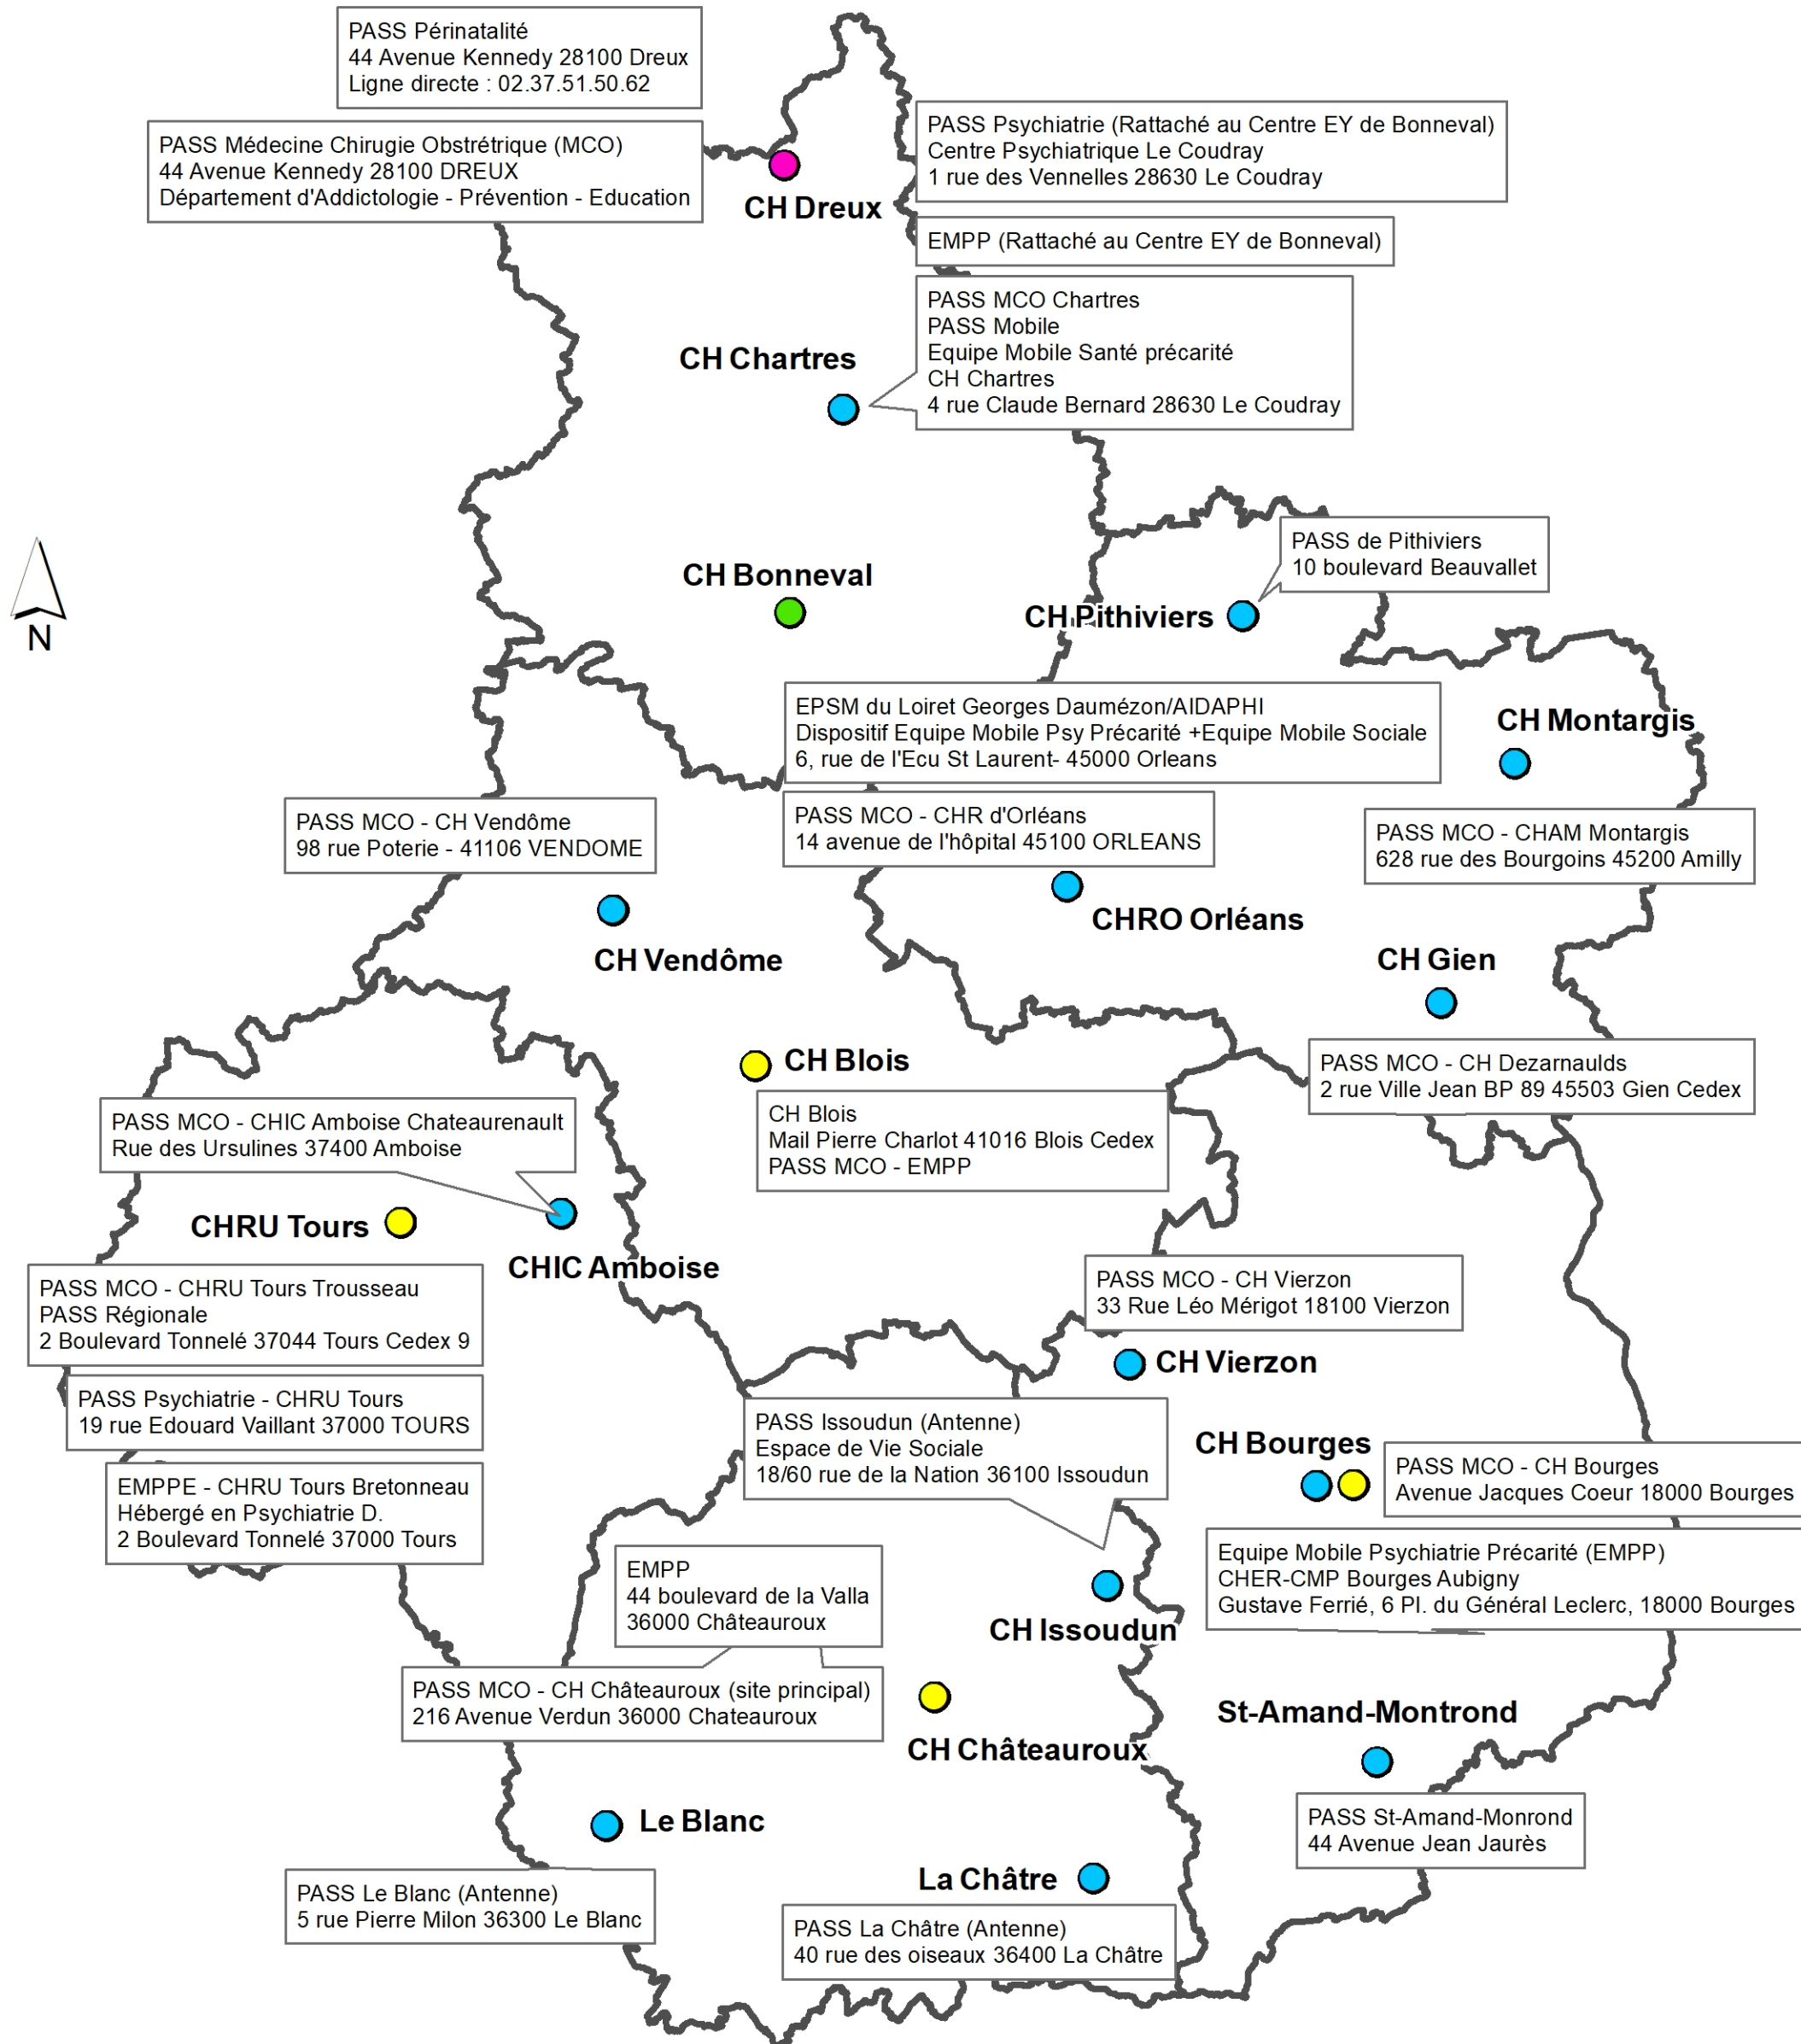 PASS Périnatalité
44 Avenue Kennedy 28100 Dreux
Ligne directe : 02.37.51.50.62
PASS Médecine Chirugie Obstrétrique (MCO)
44 Avenue Kennedy 28100 DREUX
Département d'Addictologie - Prévention - Education
CH Dreux
PASS Psychiatrie (Rattaché au Centre EY de Bonneval)
Centre Psychiatrique Le Coudray
1 rue des Vennelles 28630 Le Coudray
EMPP (Rattaché au Centre EY de Bonneval)
PASS MCO Chartres
PASS Mobile
Equipe Mobile Santé précarité
CH Chartres
4 rue Claude Bernard 28630 Le Coudray
CH Chartres
N
CH Bonneval
PASS de Pithiviers
10 boulevard Beauvallet
CH Pithiviers
EPSM du Loiret Georges Daumézon/AIDAPHI
Dispositif Equipe Mobile Psy Précarité +Equipe Mobile Sociale
6, rue de l'Ecu St Laurent- 45000 Orleans
CH Montargis
PASS MCO - CH Vendôme
98 rue Poterie - 41106 VENDOME
PASS MCO - CHR d'Orléans
14 avenue de l'hôpital 45100 ORLEANS
PASS MCO - CHAM Montargis
628 rue des Bourgoins 45200 Amilly
CHRO Orléans
CH Vendôme
CH Gien
CH Blois
PASS MCO - CH Dezarnaulds
2 rue Ville Jean BP 89 45503 Gien Cedex
CH Blois
Mail Pierre Charlot 41016 Blois Cedex
PASS MCO - EMPP
PASS MCO - CHIC Amboise Chateaurenault
Rue des Ursulines 37400 Amboise
CHRU Tours
CHIC Amboise
PASS MCO - CHRU Tours Trousseau
PASS Régionale
2 Boulevard Tonnelé 37044 Tours Cedex 9
PASS MCO - CH Vierzon
33 Rue Léo Mérigot 18100 Vierzon
CH Vierzon
PASS Psychiatrie - CHRU Tours
19 rue Edouard Vaillant 37000 TOURS
PASS Issoudun (Antenne)
Espace de Vie Sociale
18/60 rue de la Nation 36100 Issoudun
CH Bourges
PASS MCO - CH Bourges
Avenue Jacques Coeur 18000 Bourges
EMPPE - CHRU Tours Bretonneau
Hébergé en Psychiatrie D.
2 Boulevard Tonnelé 37000 Tours
Equipe Mobile Psychiatrie Précarité (EMPP)
CHER-CMP Bourges Aubigny
Gustave Ferrié, 6 Pl. du Général Leclerc, 18000 Bourges
EMPP
44 boulevard de la Valla
36000 Châteauroux
CH Issoudun
PASS MCO - CH Châteauroux (site principal)
216 Avenue Verdun 36000 Chateauroux
CH Châteauroux
St-Amand-Montrond
PASS St-Amand-Monrond
44 Avenue Jean Jaurès
Le Blanc
PASS Le Blanc (Antenne)
5 rue Pierre Milon 36300 Le Blanc
La Châtre
PASS La Châtre (Antenne)
40 rue des oiseaux 36400 La Châtre